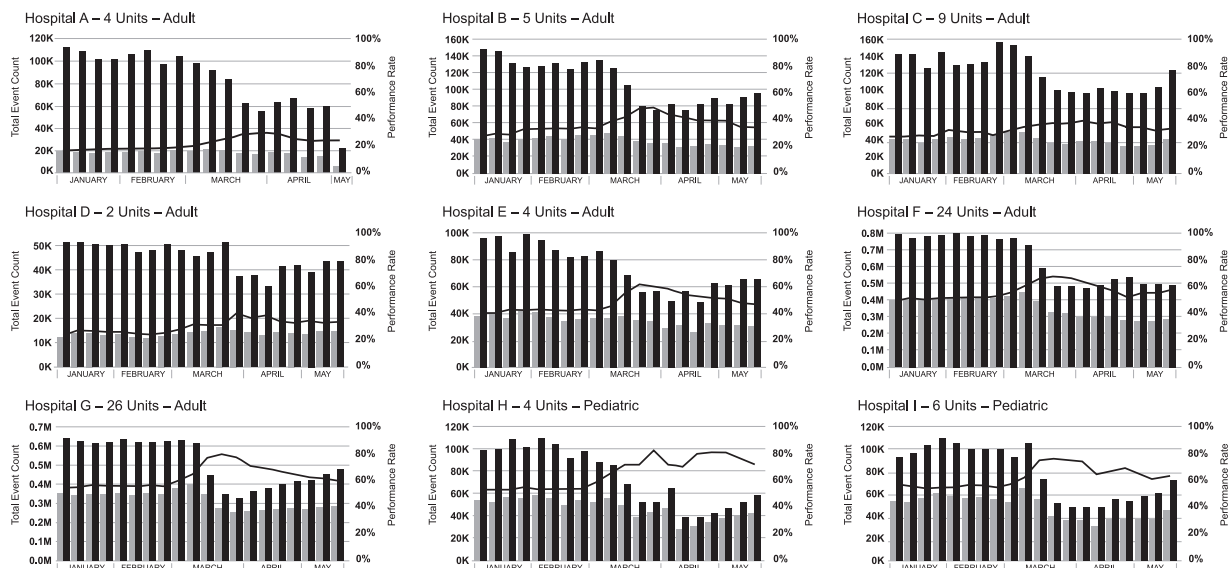 Hospital A – 4 Units – Adult
Total Event Count
120K
100K
80K
60K
40K
20K
0K
100%
80%
60%
40%
20%
0%
Performance Rate
JANUARY FEBRUARY MARCH APRIL MAY
Hospital B – 5 Units – Adult
Total Event Count
160K
140K
120K
100K
80K
60K
40K
20K
0K
100%
80%
60%
40%
20%
0%
Performance Rate
JANUARY FEBRUARY MARCH APRIL MAY
Hospital C – 9 Units – Adult
Total Event Count
160K
140K
120K
100K
80K
60K
40K
20K
0K
100%
80%
60%
40%
20%
0%
Performance Rate
JANUARY FEBRUARY MARCH APRIL MAY
Hospital D – 2 Units – Adult
Total Event Count
50K
40K
30K
20K
10K
0K
100%
80%
60%
40%
20%
0%
Performance Rate
JANUARY FEBRUARY MARCH APRIL MAY
Hospital E – 4 Units – Adult
Total Event Count
100K
80K
60K
40K
20K
0K
100%
80%
60%
40%
20%
0%
Performance Rate
JANUARY FEBRUARY MARCH APRIL MAY
Hospital F – 24 Units – Adult
Total Event Count
0.8M
0.7M
0.5M
0.4M
0.3M
0.1M
0.0M
100%
80%
60%
40%
20%
0%
Performance Rate
JANUARY FEBRUARY MARCH APRIL MAY
Hospital G – 26 Units – Adult
Total Event Count
0.7M
0.6M
0.5M
0.4M
0.3M
0.2M
0.1M
0.0M
100%
80%
60%
40%
20%
0%
Performance Rate
JANUARY FEBRUARY MARCH APRIL MAY
Hospital H – 4 Units – Pediatric
Total Event Count
120K
100K
80K
60K
40K
20K
0K
100%
80%
60%
40%
20%
0%
Performance Rate
JANUARY FEBRUARY MARCH APRIL MAY
Hospital I – 6 Units – Pediatric
Total Event Count
120K
100K
80K
60K
40K
20K
0K
100%
80%
60%
40%
20%
0%
Performance Rate
JANUARY FEBRUARY MARCH APRIL MAY